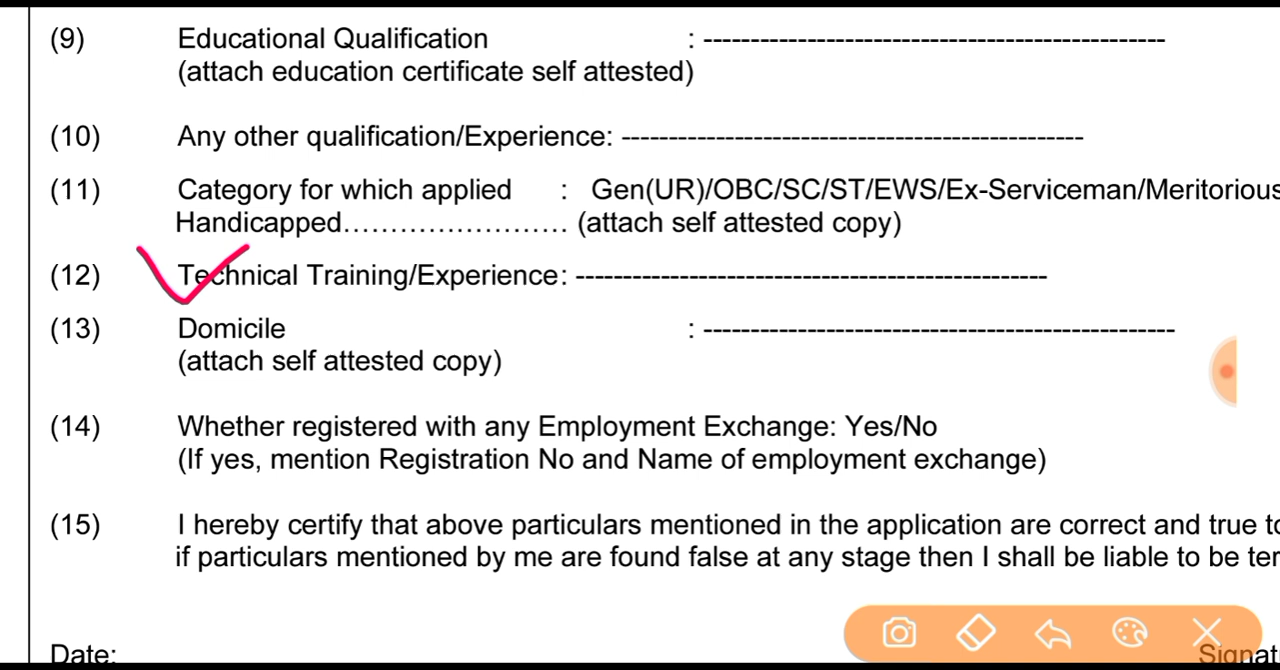 (9) Educational Qualification : -------------------------------------------------
(attach education certificate self attested)
(10) Any other qualification/Experience: -------------------------------------------------
(11) Category for which applied : Gen(UR)/OBC/SC/ST/EWS/Ex-Serviceman/Meritorious
Handicapped........................ (attach self attested copy)
(12) Technical Training/Experience: --------------------------------------------------
(13) Domicile : --------------------------------------------------
(attach self attested copy)
(14) Whether registered with any Employment Exchange: Yes/No
(If yes, mention Registration No and Name of employment exchange)
(15) I hereby certify that above particulars mentioned in the application are correct and true
if particulars mentioned by me are found false at any stage then I shall be liable to be
Date: